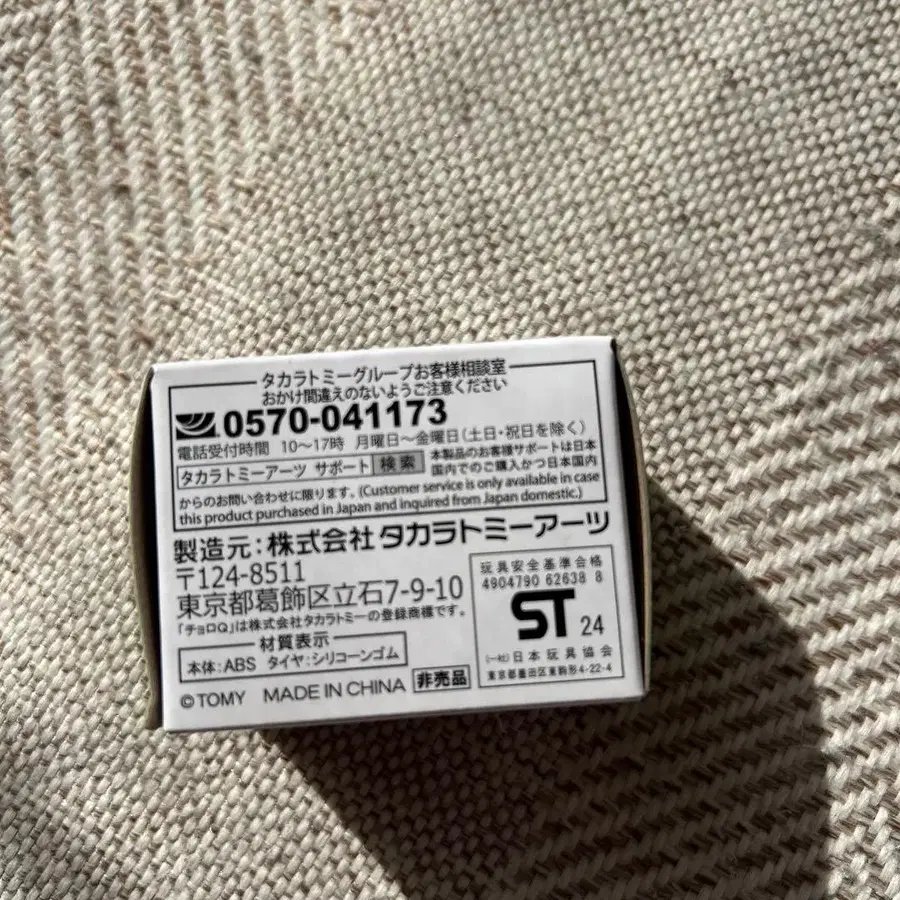 タカラトミーグループお客様相談室
おかけ間違えのないようご注意ください
0570-041173
電話受付時間 10〜17時 月曜日〜金曜日(土日・祝日を除く)
タカラトミーアーツ サポート 検索
本製品のお客様サポートは日本
国内でのご購入かつ日本国内
からのお問い合わせに限ります。(Customer service is only available in case
this product purchased in Japan and inquired from Japan domestic.)
製造元:株式会社タカラトミーアーツ
〒124-8511
東京都葛飾区立石7-9-10
「チョロQ」は株式会社タカラトミーの登録商標です。
材質表示
本体:ABS タイヤ:シリコーンゴム
©TOMY MADE IN CHINA 非売品
玩具安全基準合格
4904790 62638 8
ST 24
(一社)日本玩具協会
東京都墨田区東駒形4-22-4